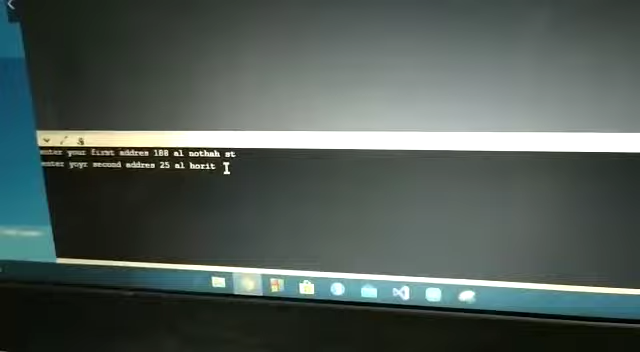 enter your first addres 188 al nothah st
enter yoyr second addres 25 al horit